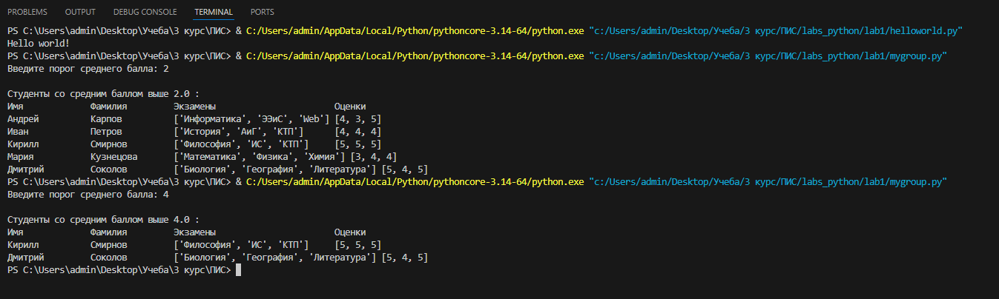 PROBLEMS OUTPUT DEBUG CONSOLE TERMINAL PORTS
PS C:\Users\admin\Desktop\Учеба\3 курс\ПИС> & C:/Users/admin/AppData/Local/Python/pythoncore-3.14-64/python.exe "c:/Users/admin/Desktop/Учеба/3 курс/ПИС/labs_python/lab1/helloworld.py"
Hello world!
PS C:\Users\admin\Desktop\Учеба\3 курс\ПИС> & C:/Users/admin/AppData/Local/Python/pythoncore-3.14-64/python.exe "c:/Users/admin/Desktop/Учеба/3 курс/ПИС/labs_python/lab1/mygroup.py"
Введите порог среднего балла: 2
Студенты со средним баллом выше 2.0 :
Имя Фамилия Экзамены Оценки
Андрей Карпов ['Информатика', 'ЭЭиС', 'Web'] [4, 3, 5]
Иван Петров ['История', 'АиГ', 'КТП'] [4, 4, 4]
Кирилл Смирнов ['Философия', 'ИС', 'КТП'] [5, 5, 5]
Мария Кузнецова ['Математика', 'Физика', 'Химия'] [3, 4, 4]
Дмитрий Соколов ['Биология', 'География', 'Литература'] [5, 4, 5]
PS C:\Users\admin\Desktop\Учеба\3 курс\ПИС> & C:/Users/admin/AppData/Local/Python/pythoncore-3.14-64/python.exe "c:/Users/admin/Desktop/Учеба/3 курс/ПИС/labs_python/lab1/mygroup.py"
Введите порог среднего балла: 4
Студенты со средним баллом выше 4.0 :
Имя Фамилия Экзамены Оценки
Кирилл Смирнов ['Философия', 'ИС', 'КТП'] [5, 5, 5]
Дмитрий Соколов ['Биология', 'География', 'Литература'] [5, 4, 5]
PS C:\Users\admin\Desktop\Учеба\3 курс\ПИС>